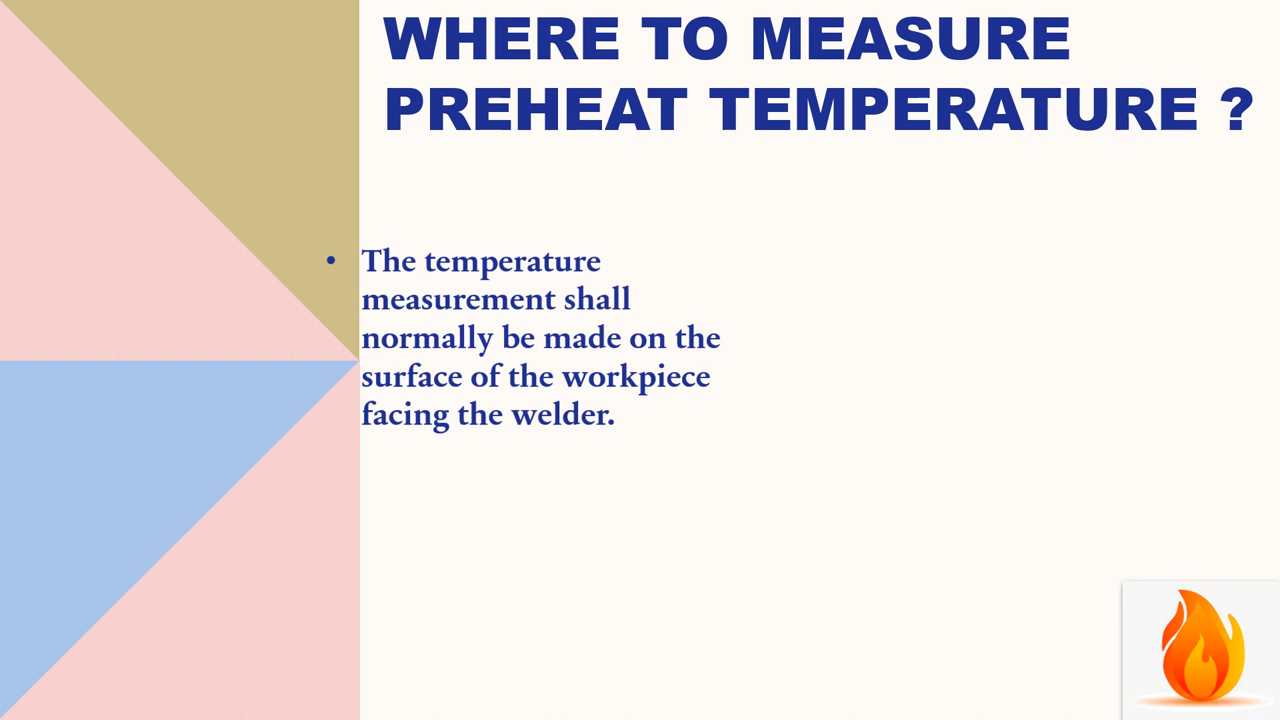 WHERE TO MEASURE
PREHEAT TEMPERATURE ?
• The temperature
measurement shall
normally be made on the
surface of the workpiece
facing the welder.